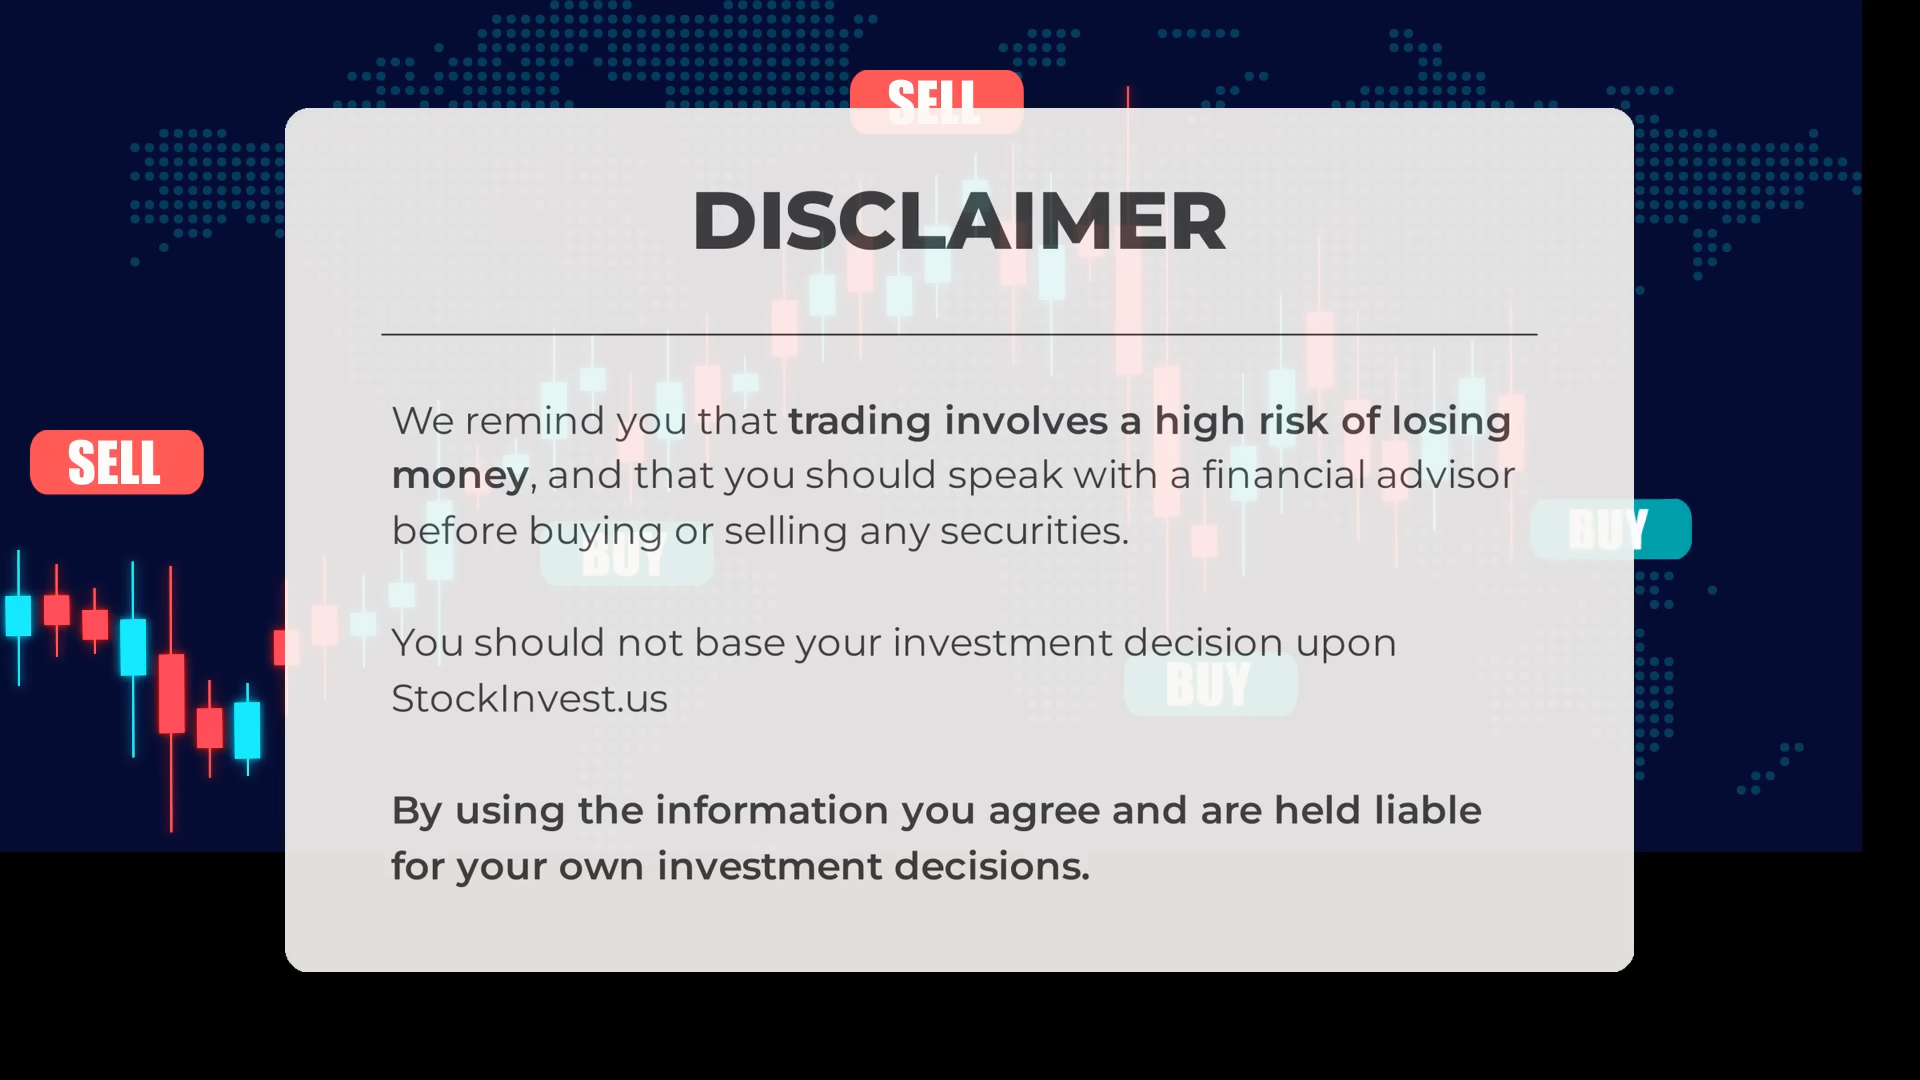 SELL
DISCLAIMER
We remind you that trading involves a high risk of losing
money, and that you should speak with a financial advisor
before buying or selling any securities.
SELL
BUY
BUY
You should not base your investment decision upon
StockInvest.us
BUY
By using the information you agree and are held liable
for your own investment decisions.